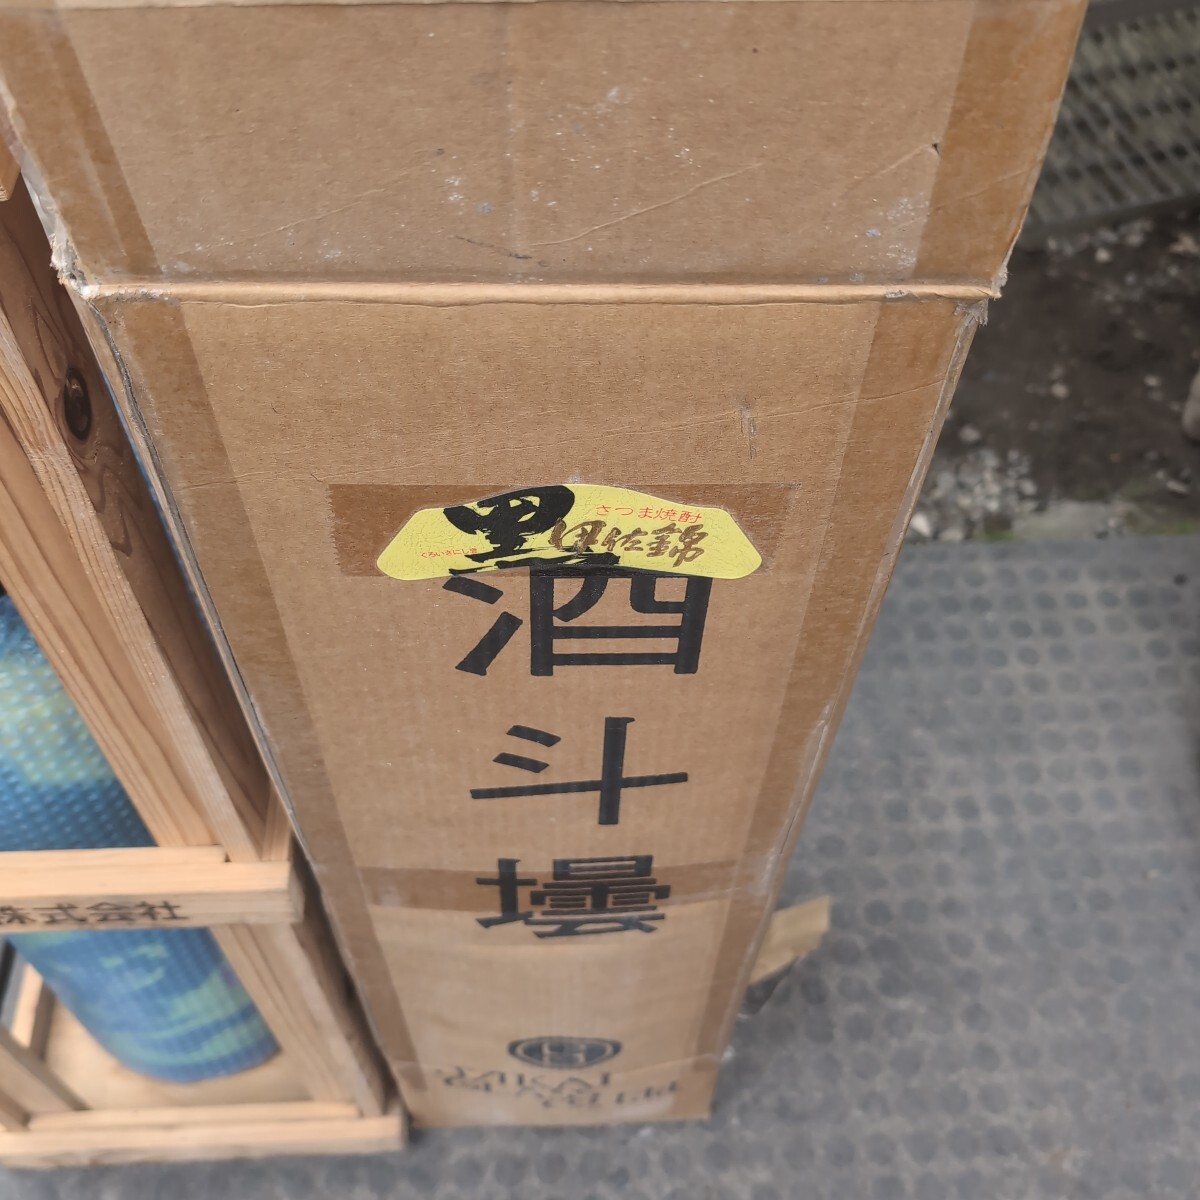 さつま焼酎
黒伊佐錦
くろいさにしき
酒斗壜
株式会社